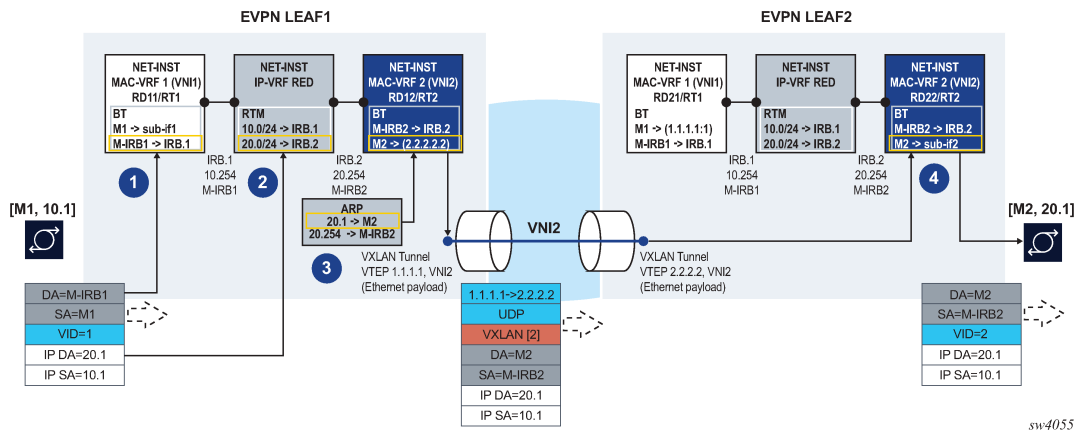 EVPN LEAF1
EVPN LEAF2
NET-INST
MAC-VRF 1 (VNI1)
RD11/RT1
BT
M1 -> sub-if1
M-IRB1 -> IRB.1
NET-INST
IP-VRF RED
RTM
10.0/24 -> IRB.1
20.0/24 -> IRB.2
NET-INST
MAC-VRF 2 (VNI2)
RD12/RT2
BT
M-IRB2 -> IRB.2
M2 -> (2.2.2.2.2)
NET-INST
MAC-VRF 1 (VNI1)
RD21/RT1
BT
M1 -> (1.1.1.1:1)
M-IRB1 -> IRB.1
NET-INST
IP-VRF RED
RTM
10.0/24 -> IRB.1
20.0/24 -> IRB.2
NET-INST
MAC-VRF 2 (VNI2)
RD22/RT2
BT
M-IRB2 -> IRB.2
M2 -> sub-if2
1
IRB.1
10.254
M-IRB1
2
IRB.2
20.254
M-IRB2
IRB.1
10.254
M-IRB1
IRB.2
20.254
M-IRB2
4
[M1, 10.1]
ARP
20.1 -> M2
20.254 -> M-IRB2
3
VNI2
[M2, 20.1]
VXLAN Tunnel
VTEP 1.1.1.1, VNI2
(Ethernet payload)
VXLAN Tunnel
VTEP 2.2.2.2, VNI2
(Ethernet payload)
DA=M-IRB1
SA=M1
VID=1
IP DA=20.1
IP SA=10.1
1.1.1.1->2.2.2.2
UDP
VXLAN [2]
DA=M2
SA=M-IRB2
IP DA=20.1
IP SA=10.1
DA=M2
SA=M-IRB2
VID=2
IP DA=20.1
IP SA=10.1
sw4055